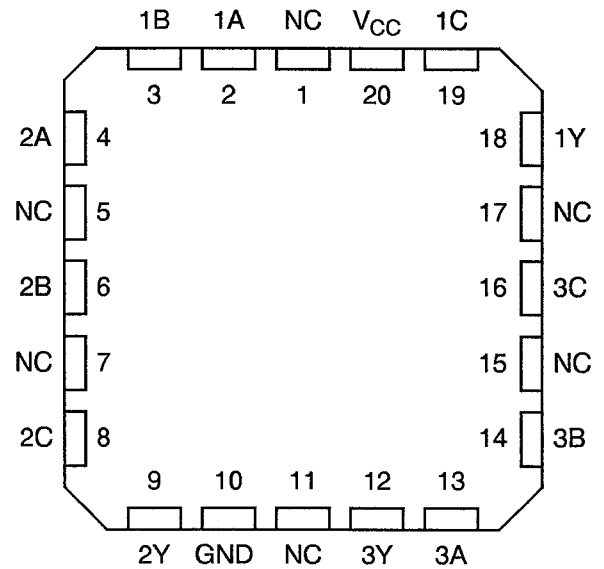 1B 1A NC VCC 1C
3 2 1 20 19
2A 4 18 1Y
NC 5 17 NC
2B 6 16 3C
NC 7 15 NC
2C 8 14 3B
9 10 11 12 13
2Y GND NC 3Y 3A